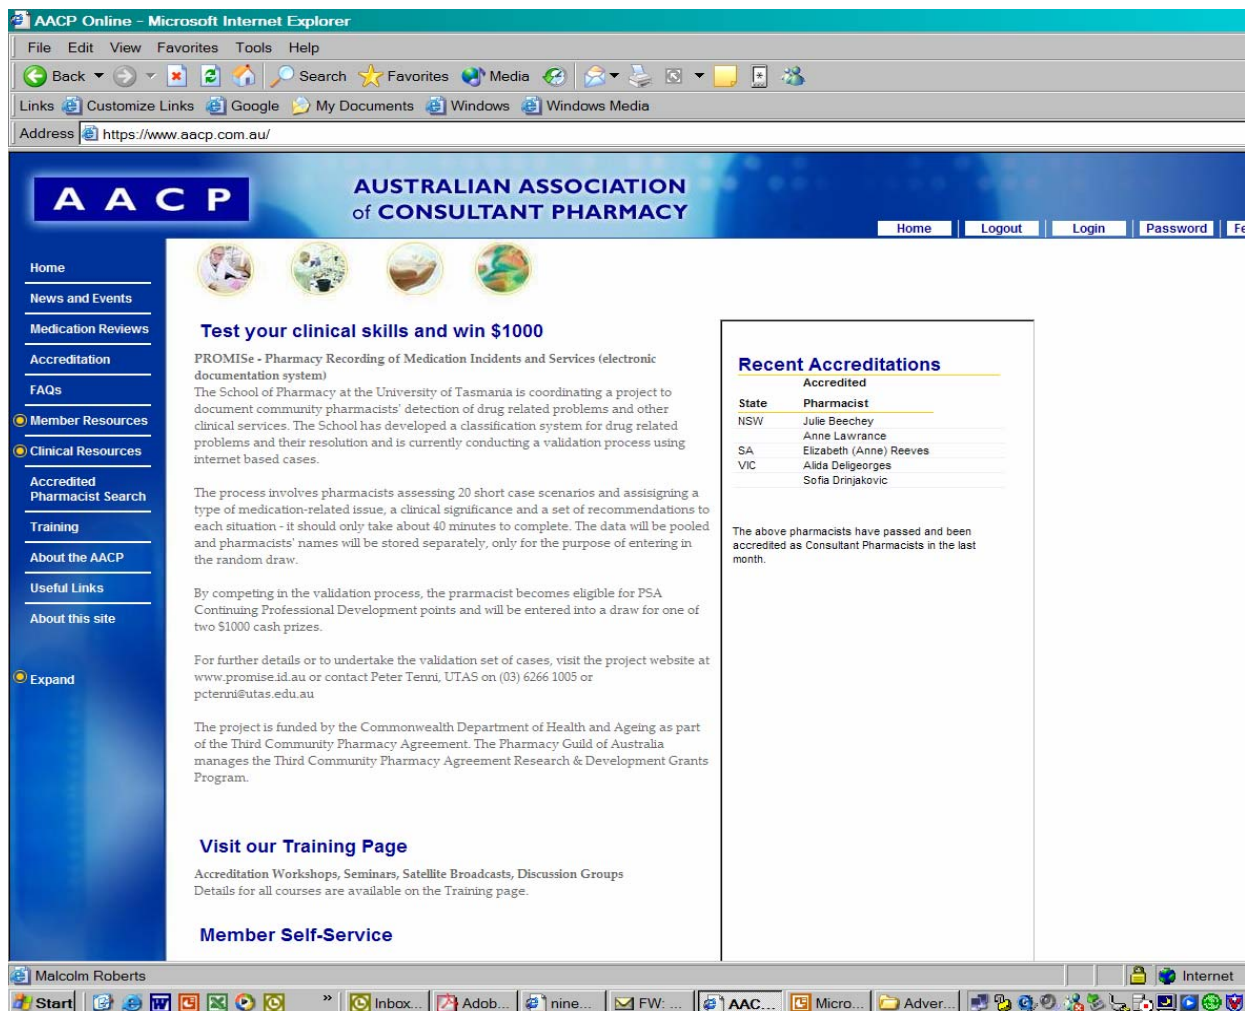 AACP Online - Microsoft Internet Explorer
File Edit View Favorites Tools Help
Back Search Favorites Media
Links Customize Links Google My Documents Windows Windows Media
Address https://www.aacp.com.au/
A A C P
AUSTRALIAN ASSOCIATION
of CONSULTANT PHARMACY
Home Logout Login Password
Home
News and Events
Medication Reviews
Accreditation
FAQs
Member Resources
Clinical Resources
Accredited
Pharmacist Search
Training
About the AACP
Useful Links
About this site
Expand
Test your clinical skills and win $1000
PROMISe - Pharmacy Recording of Medication Incidents and Services (electronic
documentation system)
The School of Pharmacy at the University of Tasmania is coordinating a project to
document community pharmacists' detection of drug related problems and other
clinical services. The School has developed a classification system for drug related
problems and their resolution and is currently conducting a validation process using
internet based cases.
The process involves pharmacists assessing 20 short case scenarios and assisigning a
type of medication-related issue, a clinical significance and a set of recommendations to
each situation - it should only take about 40 minutes to complete. The data will be pooled
and pharmacists' names will be stored separately, only for the purpose of entering in
the random draw.
By competing in the validation process, the prarmacist becomes eligible for PSA
Continuing Professional Development points and will be entered into a draw for one of
two $1000 cash prizes.
For further details or to undertake the validation set of cases, visit the project website at
www.promise.id.au or contact Peter Tenni, UTAS on (03) 6266 1005 or
pctenni@utas.edu.au
The project is funded by the Commonwealth Department of Health and Ageing as part
of the Third Community Pharmacy Agreement. The Pharmacy Guild of Australia
manages the Third Community Pharmacy Agreement Research & Development Grants
Program.
Visit our Training Page
Accreditation Workshops, Seminars, Satellite Broadcasts, Discussion Groups
Details for all courses are available on the Training page.
Member Self-Service
Recent Accreditations
Accredited
State Pharmacist
NSW Julie Beechey
Anne Lawrance
SA Elizabeth (Anne) Reeves
VIC Alida Deligeorges
Sofia Drinjakovic
The above pharmacists have passed and been
accredited as Consultant Pharmacists in the last
month.
Malcolm Roberts Internet
Start » Inbox... Adob... nine... FW: ... AAC... Micro... Adver...